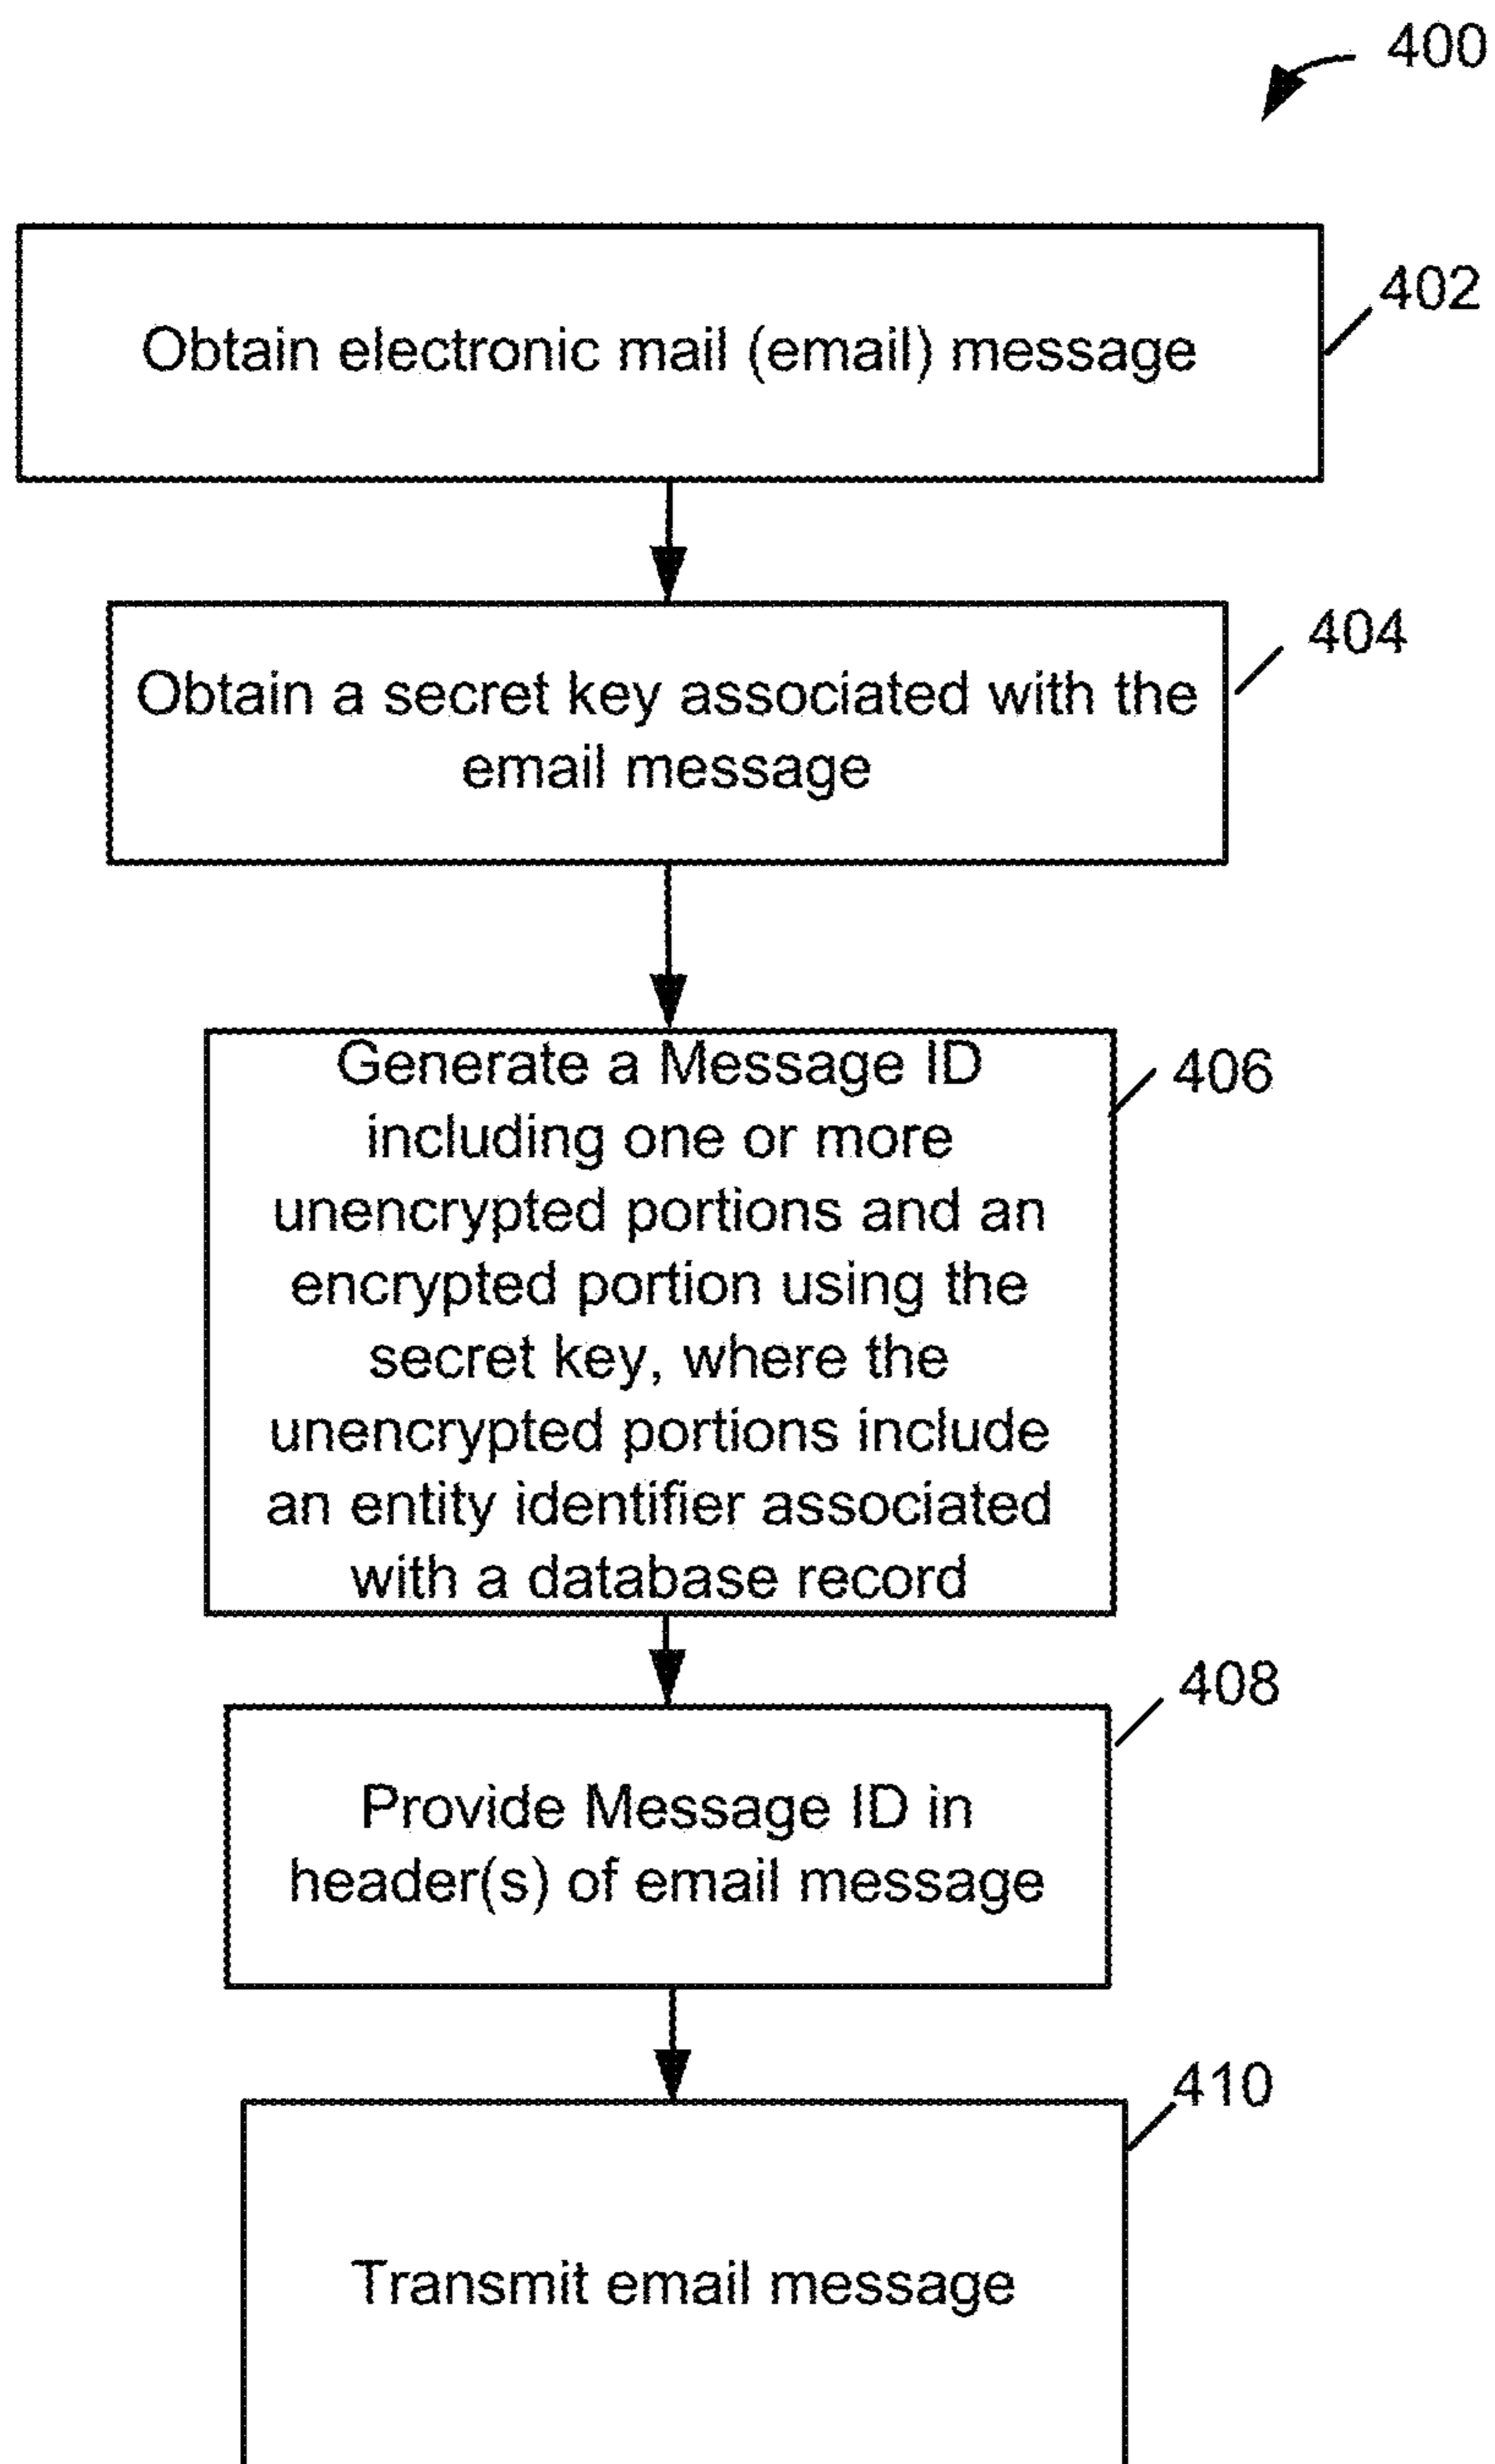 400
402
Obtain electronic mail (email) message
404
Obtain a secret key associated with the
email message
406
Generate a Message ID
including one or more
unencrypted portions and an
encrypted portion using the
secret key, where the
unencrypted portions include
an entity identifier associated
with a database record
408
Provide Message ID in
header(s) of email message
410
Transmit email message